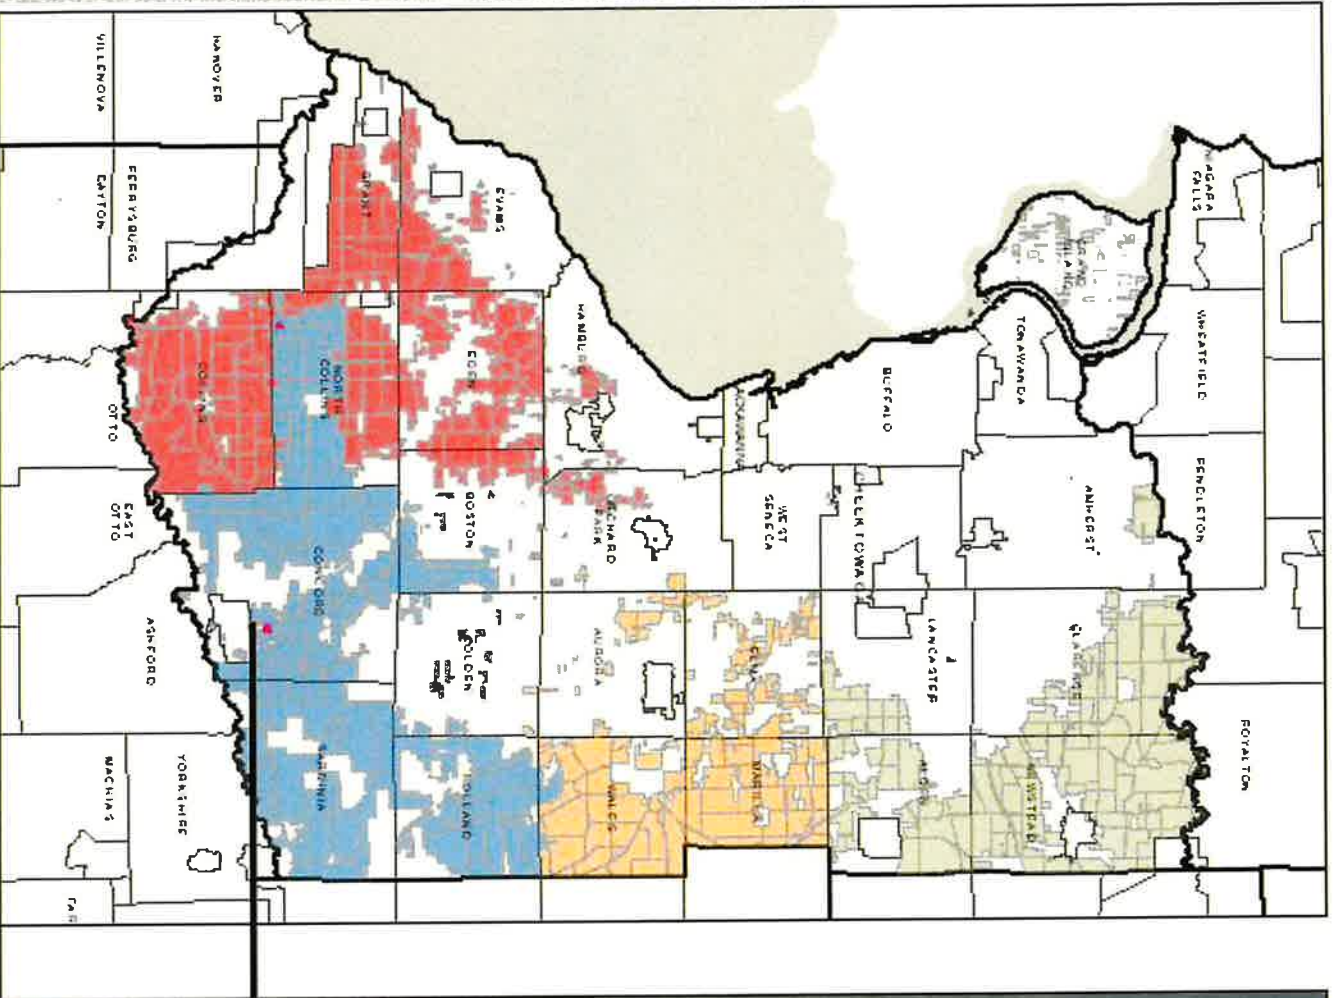 NIAGARA
FALLS
WHEATFIELD
PENDLETON
ROYALTON
GRAND
ISLAND
TONAWANDA
AMHERST
CLARENCE
NEWSTEAD
BUFFALO
CHEEKTOWAGA
LANCASTER
ALDEN
LACKAWANNA
WEST
SENECA
ELMA
MARILLA
HAMBURG
ORCHARD
PARK
AURORA
WALES
EVANS
EDEN
BOSTON
COLDEN
HOLLAND
BRANT
NORTH
COLLINS
CONCORD
SARDINIA
HANOVER
COLLINS
VILLENOVA
PERRYSBURG
DAYTON
OTTO
EAST
OTTO
ASHFORD
YORKSHIRE
MACHIAS